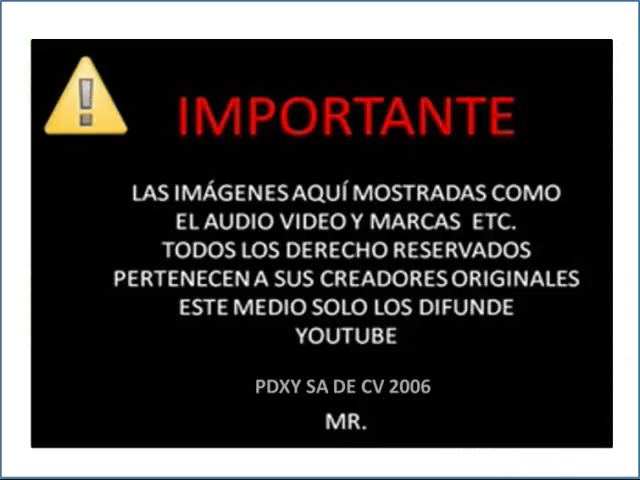 IMPORTANTE
LAS IMÁGENES AQUÍ MOSTRADAS COMO
EL AUDIO VIDEO Y MARCAS ETC.
TODOS LOS DERECHO RESERVADOS
PERTENECEN A SUS CREADORES ORIGINALES
ESTE MEDIO SOLO LOS DIFUNDE
YOUTUBE
PDXY SA DE CV 2006
MR.